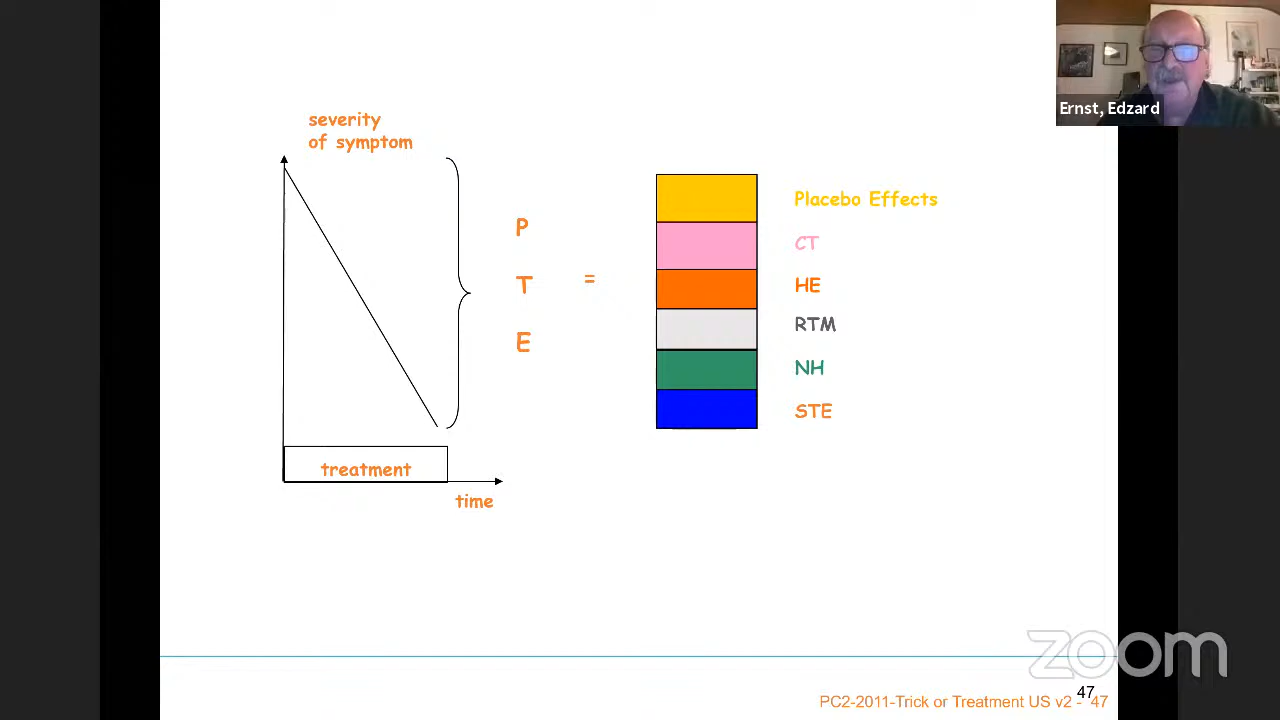 Ernst, Edzard
severity
of symptom
P
T
E
=
treatment
time
Placebo Effects
CT
HE
RTM
NH
STE
zoom
47
PC2-2011-Trick or Treatment US v2 - 47